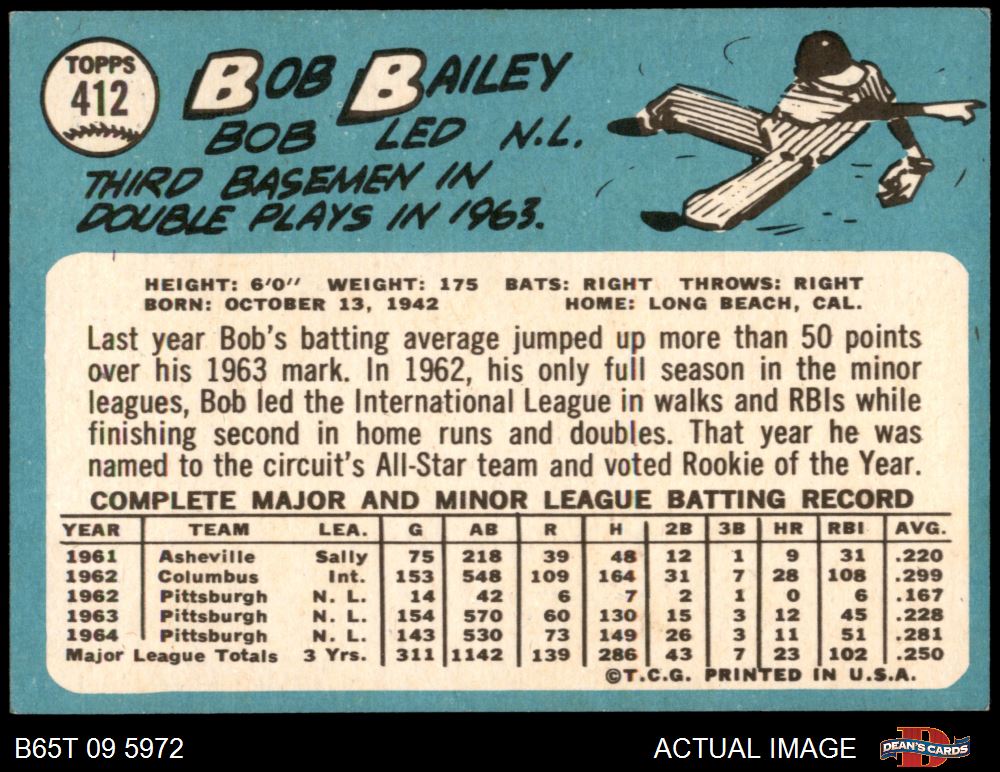 TOPPS
412
BOB BAILEY
BOB LED N.L.
THIRD BASEMEN IN
DOUBLE PLAYS IN 1963.
HEIGHT: 6'0" WEIGHT: 175 BATS: RIGHT THROWS: RIGHT
BORN: OCTOBER 13, 1942 HOME: LONG BEACH, CAL.
Last year Bob's batting average jumped up more than 50 points
over his 1963 mark. In 1962, his only full season in the minor
leagues, Bob led the International League in walks and RBIs while
finishing second in home runs and doubles. That year he was
named to the circuit's All-Star team and voted Rookie of the Year.
COMPLETE MAJOR AND MINOR LEAGUE BATTING RECORD
YEAR TEAM LEA. G AB R H 2B 3B HR RBI AVG.
1961 Asheville Sally 75 218 39 48 12 1 9 31 .220
1962 Columbus Int. 153 548 109 164 31 7 28 108 .299
1962 Pittsburgh N. L. 14 42 6 7 2 1 0 6 .167
1963 Pittsburgh N. L. 154 570 60 130 15 3 12 45 .228
1964 Pittsburgh N. L. 143 530 73 149 26 3 11 51 .281
Major League Totals 3 Yrs. 311 1142 139 286 43 7 23 102 .250
©T.C.G. PRINTED IN U.S.A.
B65T 09 5972 ACTUAL IMAGE D DEAN'S CARDS